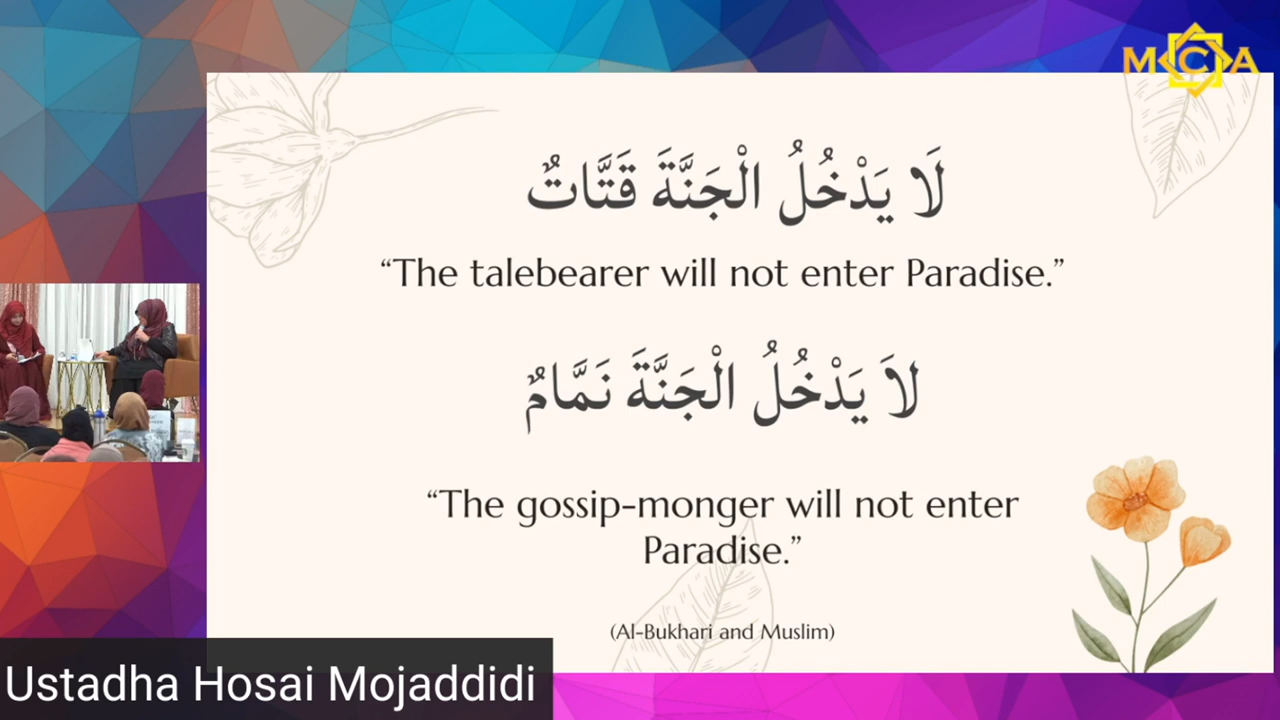 MCA
لَا يَدْخُلُ الْجَنَّةَ قَتَّاتٌ
“The talebearer will not enter Paradise.”
لاَ يَدْخُلُ الْجَنَّةَ نَمَّامٌ
“The gossip-monger will not enter
Paradise.”
(Al-Bukhari and Muslim)
Ustadha Hosai Mojaddidi